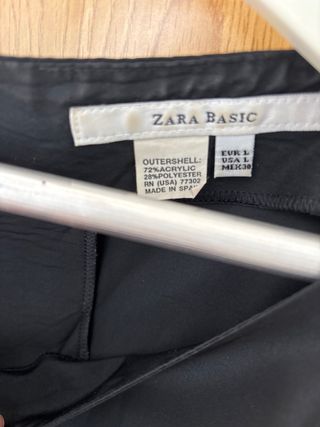 ZARA BASIC
OUTERSHELL:
72%ACRYLIC
28%POLYESTER
RN (USA) 77302
MADE IN SPAIN
EUR L
USA L
MEX 30